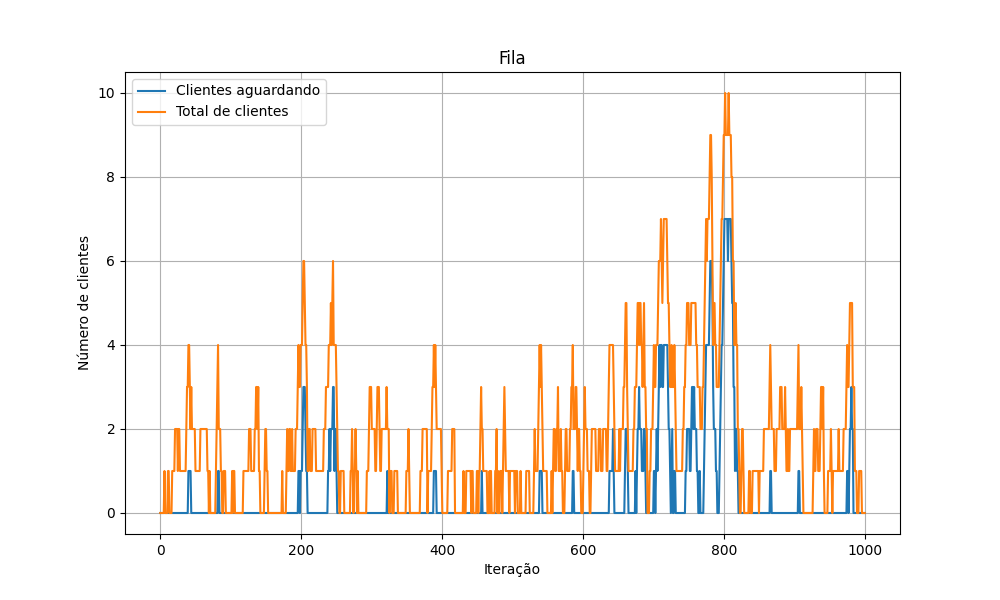 Fila
Clientes aguardando
Total de clientes
Número de clientes
10
8
6
4
2
0
0 200 400 600 800 1000
Iteração